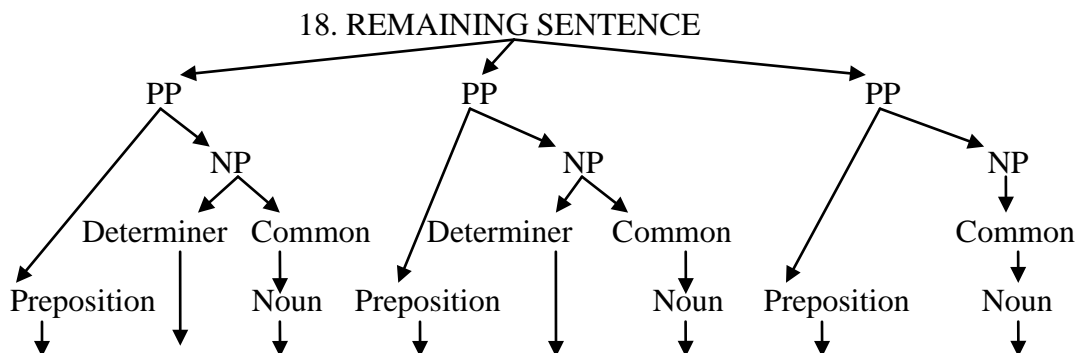 18. REMAINING SENTENCE
PP PP PP
NP NP NP
Determiner Common Determiner Common Common
Preposition Noun Preposition Noun Preposition Noun